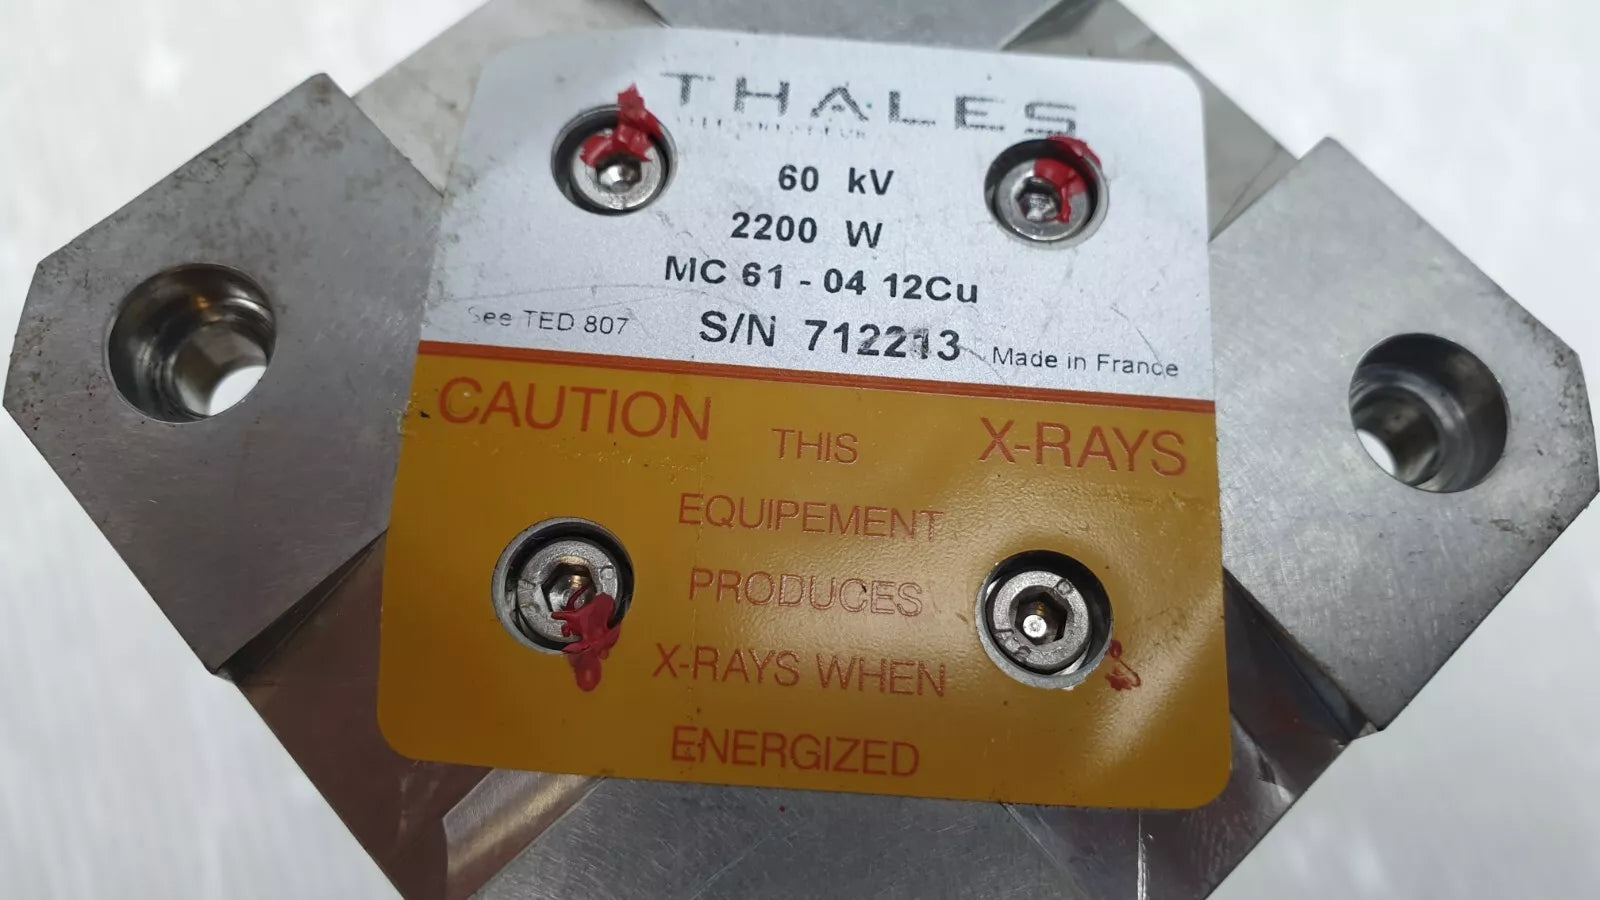 THALES
60 kV
2200 W
MC 61 - 04 12Cu
See TED 807 S/N 712213 Made in France
CAUTION X-RAYS
THIS
EQUIPEMENT
PRODUCES
X-RAYS WHEN
ENERGIZED